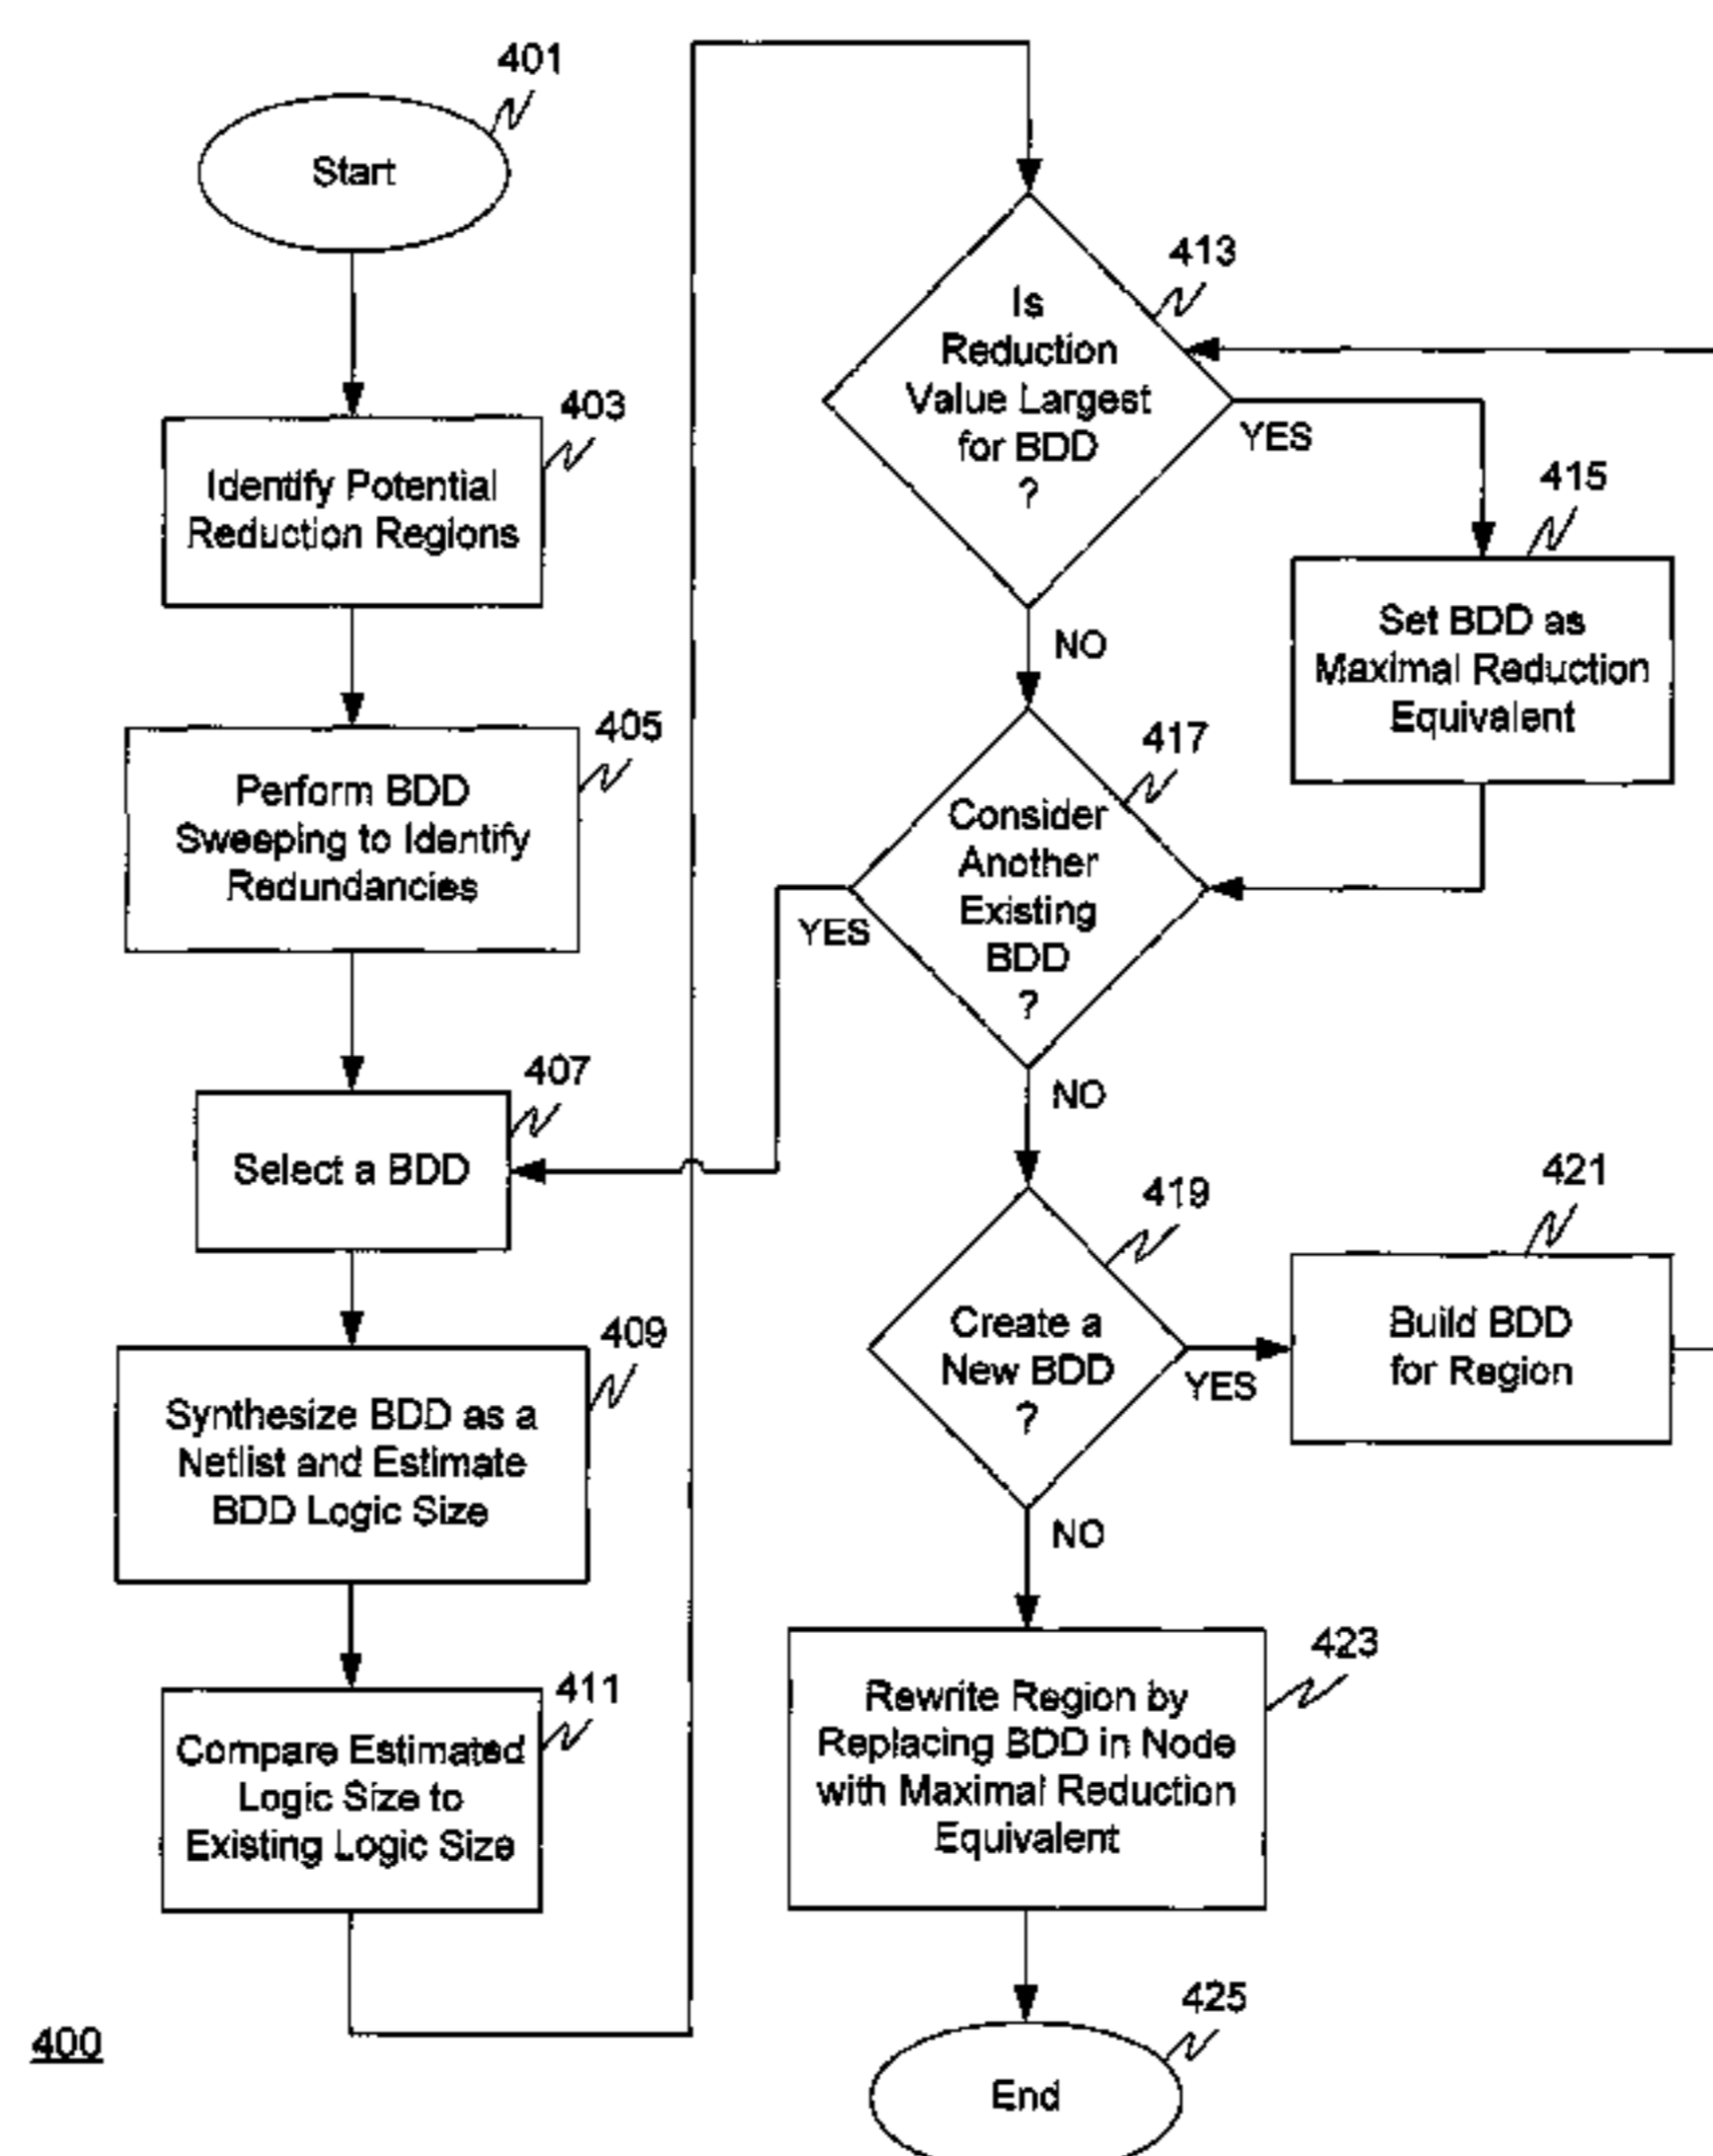 401
Start
403
Identify Potential
Reduction Regions
405
Perform BDD
Sweeping to Identify
Redundancies
407
Select a BDD
409
Synthesize BDD as a
Netlist and Estimate
BDD Logic Size
411
Compare Estimated
Logic Size to
Existing Logic Size
413
Is
Reduction
Value Largest
for BDD
?
YES
NO
415
Set BDD as
Maximal Reduction
Equivalent
417
Consider
Another
Existing
BDD
?
YES
NO
419
Create a
New BDD
?
YES
NO
421
Build BDD
for Region
423
Rewrite Region by
Replacing BDD in Node
with Maximal Reduction
Equivalent
425
End
400